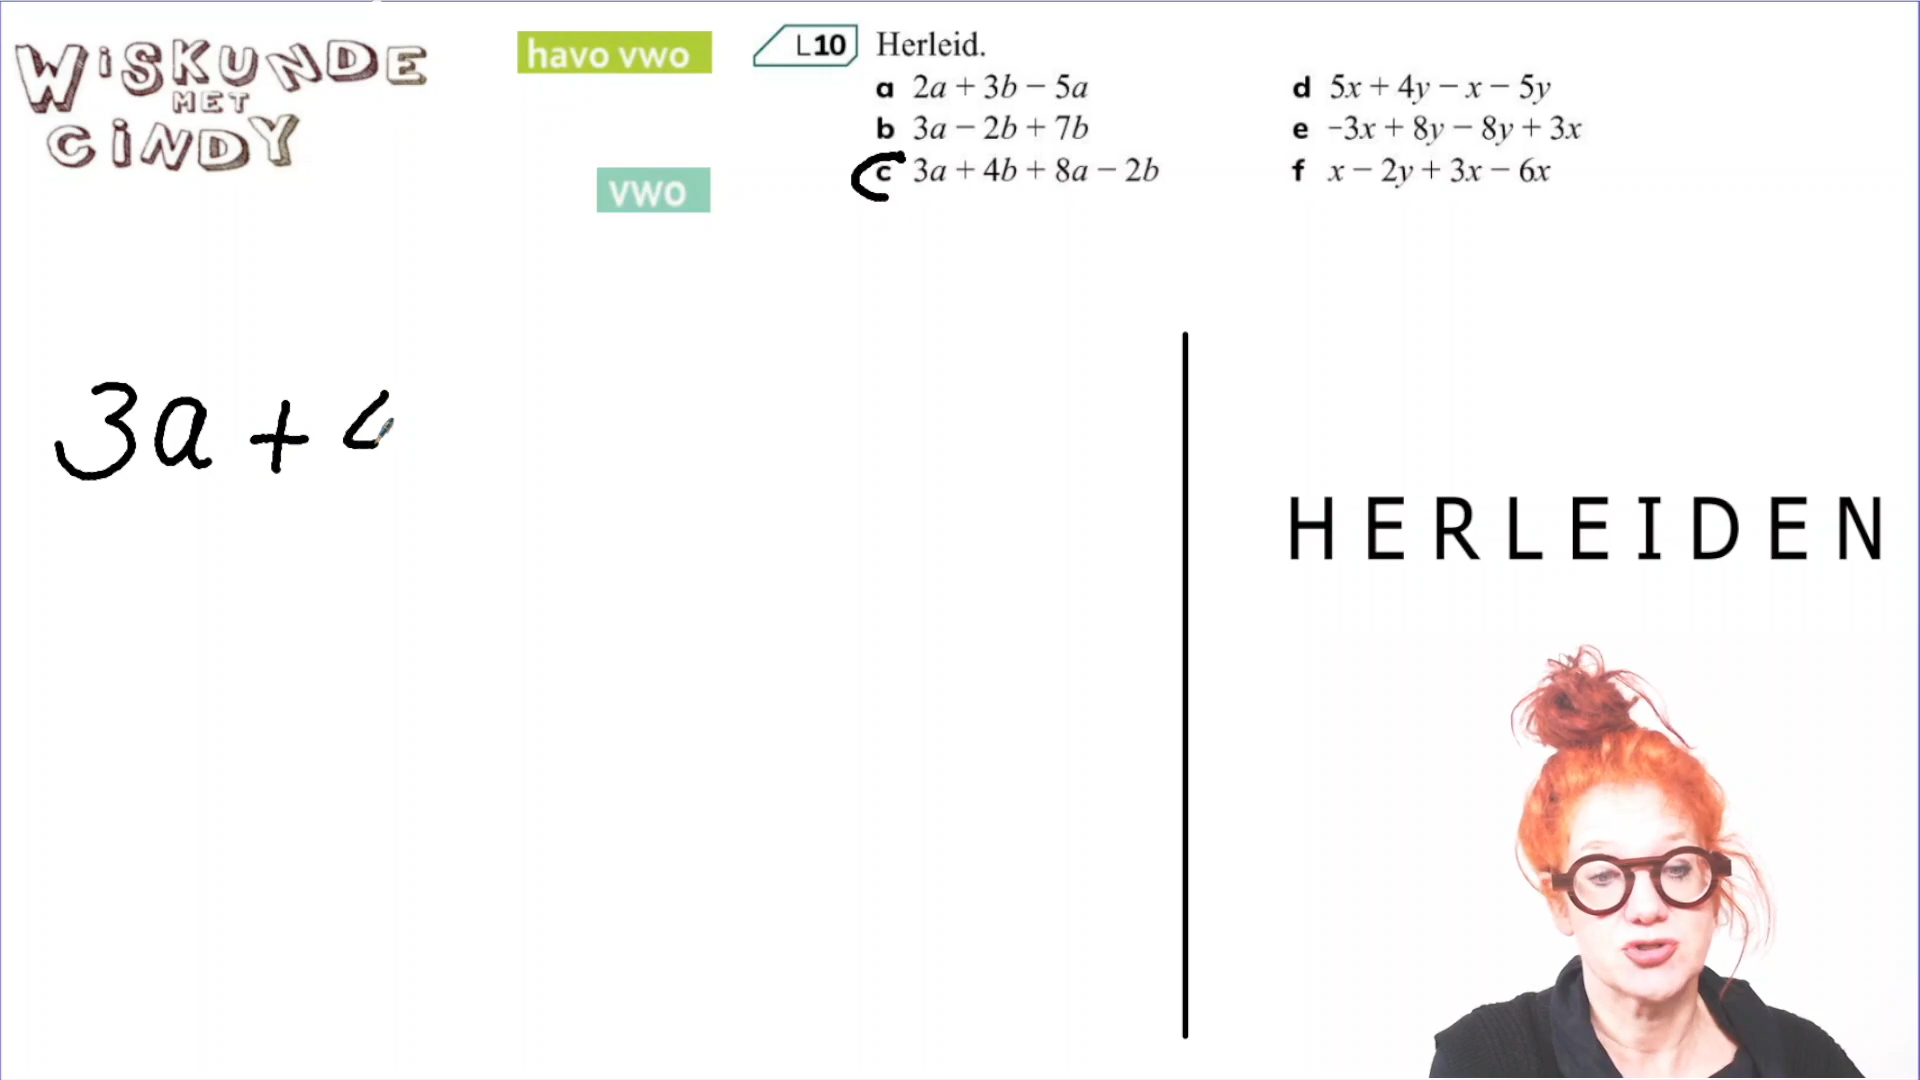 WiSKUNDE
MET
CiNDY
havo vwo
vwo
L10 Herleid.
a 2a + 3b − 5a
b 3a − 2b + 7b
c 3a + 4b + 8a − 2b
d 5x + 4y − x − 5y
e -3x + 8y − 8y + 3x
f x − 2y + 3x − 6x
3a + 4
HERLEIDEN